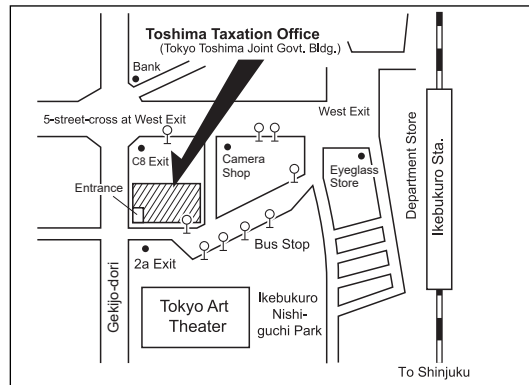 Toshima Taxation Office
(Tokyo Toshima Joint Govt. Bldg.)
Bank
5-street-cross at West Exit
West Exit
C8 Exit
Camera
Shop
Eyeglass
Store
Department Store
Ikebukuro Sta.
Entrance
2a Exit
Bus Stop
Gekijo-dori
Tokyo Art
Theater
Ikebukuro
Nishi-
guchi Park
To Shinjuku